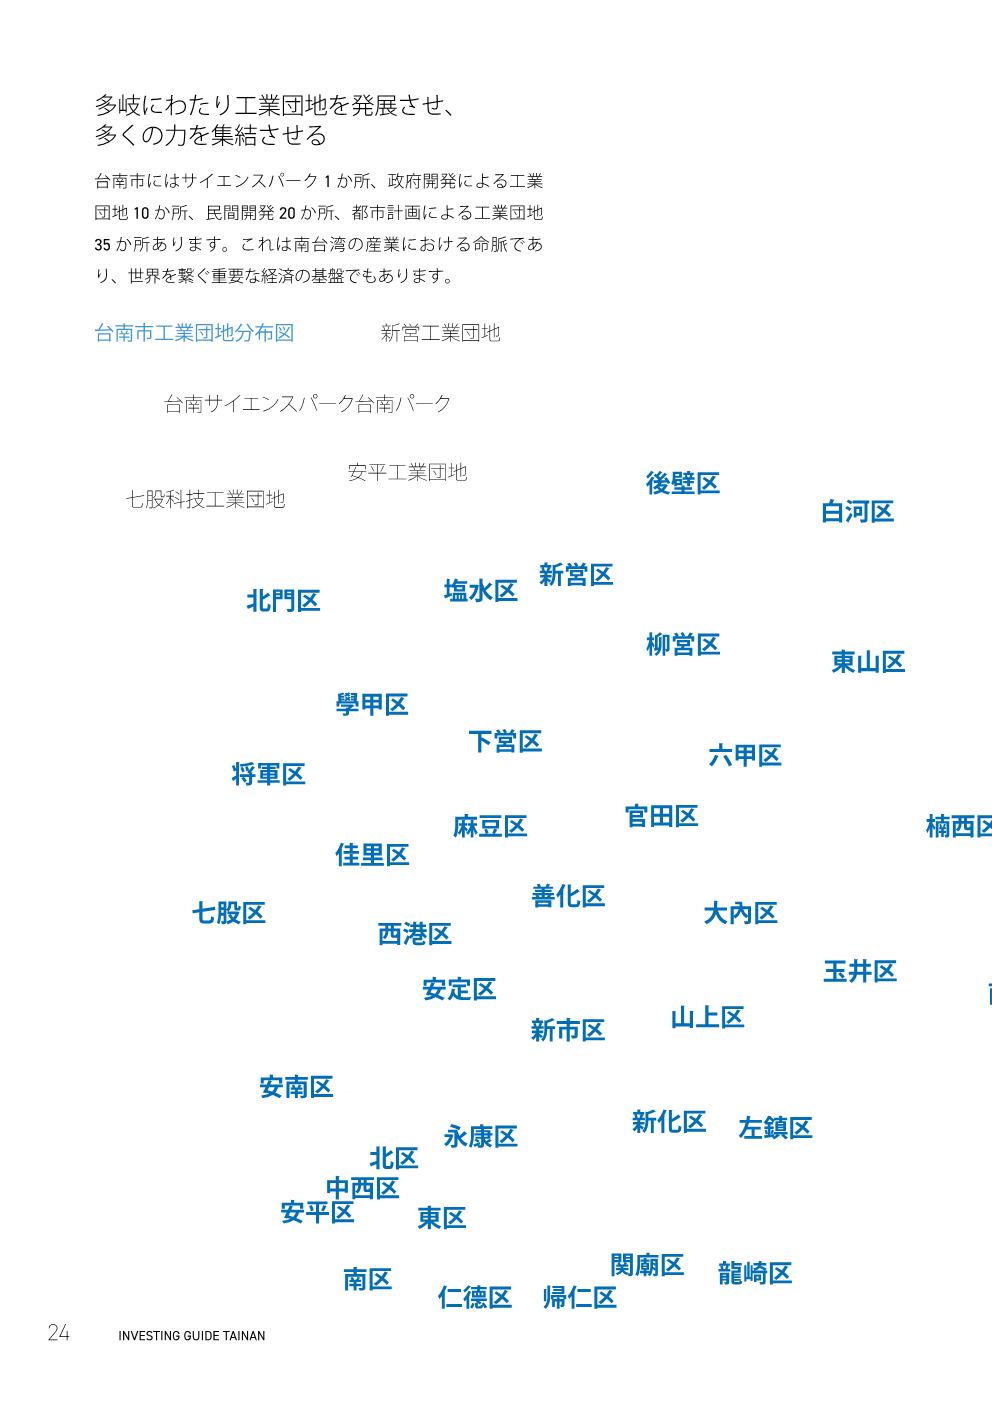 多岐にわたり工業団地を発展させ、
多くの力を集結させる
台南市にはサイエンスパーク 1 か所、政府開発による工業
団地 10 か所、民間開発 20 か所、都市計画による工業団地
35 か所あります。これは南台湾の産業における命脈であ
り、世界を繋ぐ重要な経済の基盤でもあります。
台南市工業団地分布図
新営工業団地
台南サイエンスパーク台南パーク
安平工業団地
七股科技工業団地
後壁区
白河区
新営区
塩水区
北門区
柳営区
東山区
學甲区
下営区
六甲区
将軍区
官田区
麻豆区
楠西区
佳里区
善化区
七股区
大內区
西港区
玉井区
安定区
山上区
新市区
安南区
新化区
左鎮区
永康区
北区
中西区
安平区
東区
関廟区
龍崎区
南区
仁德区
帰仁区
24
INVESTING GUIDE TAINAN